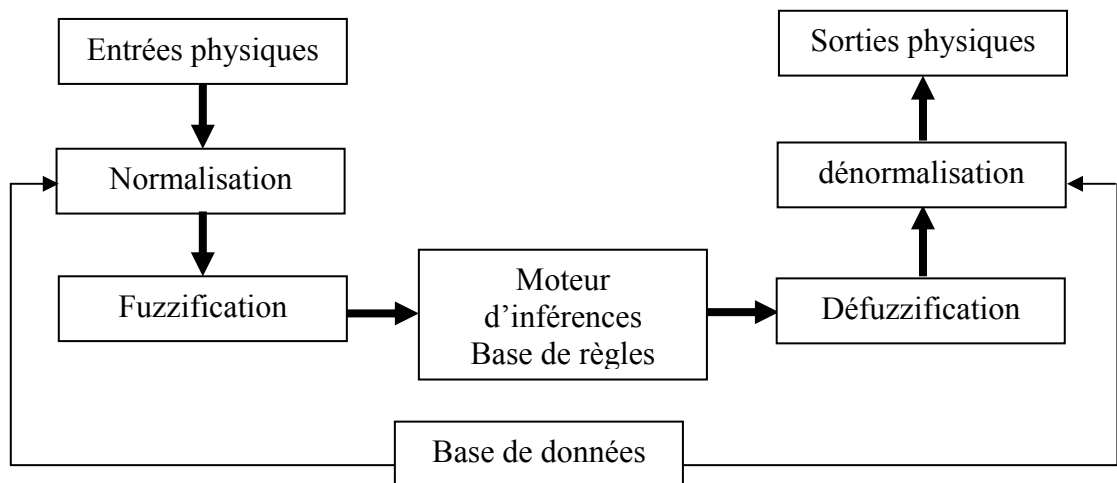 Entrées physiques
Sorties physiques
Normalisation
dénormalisation
Fuzzification
Moteur
d’inférences
Base de règles
Défuzzification
Base de données